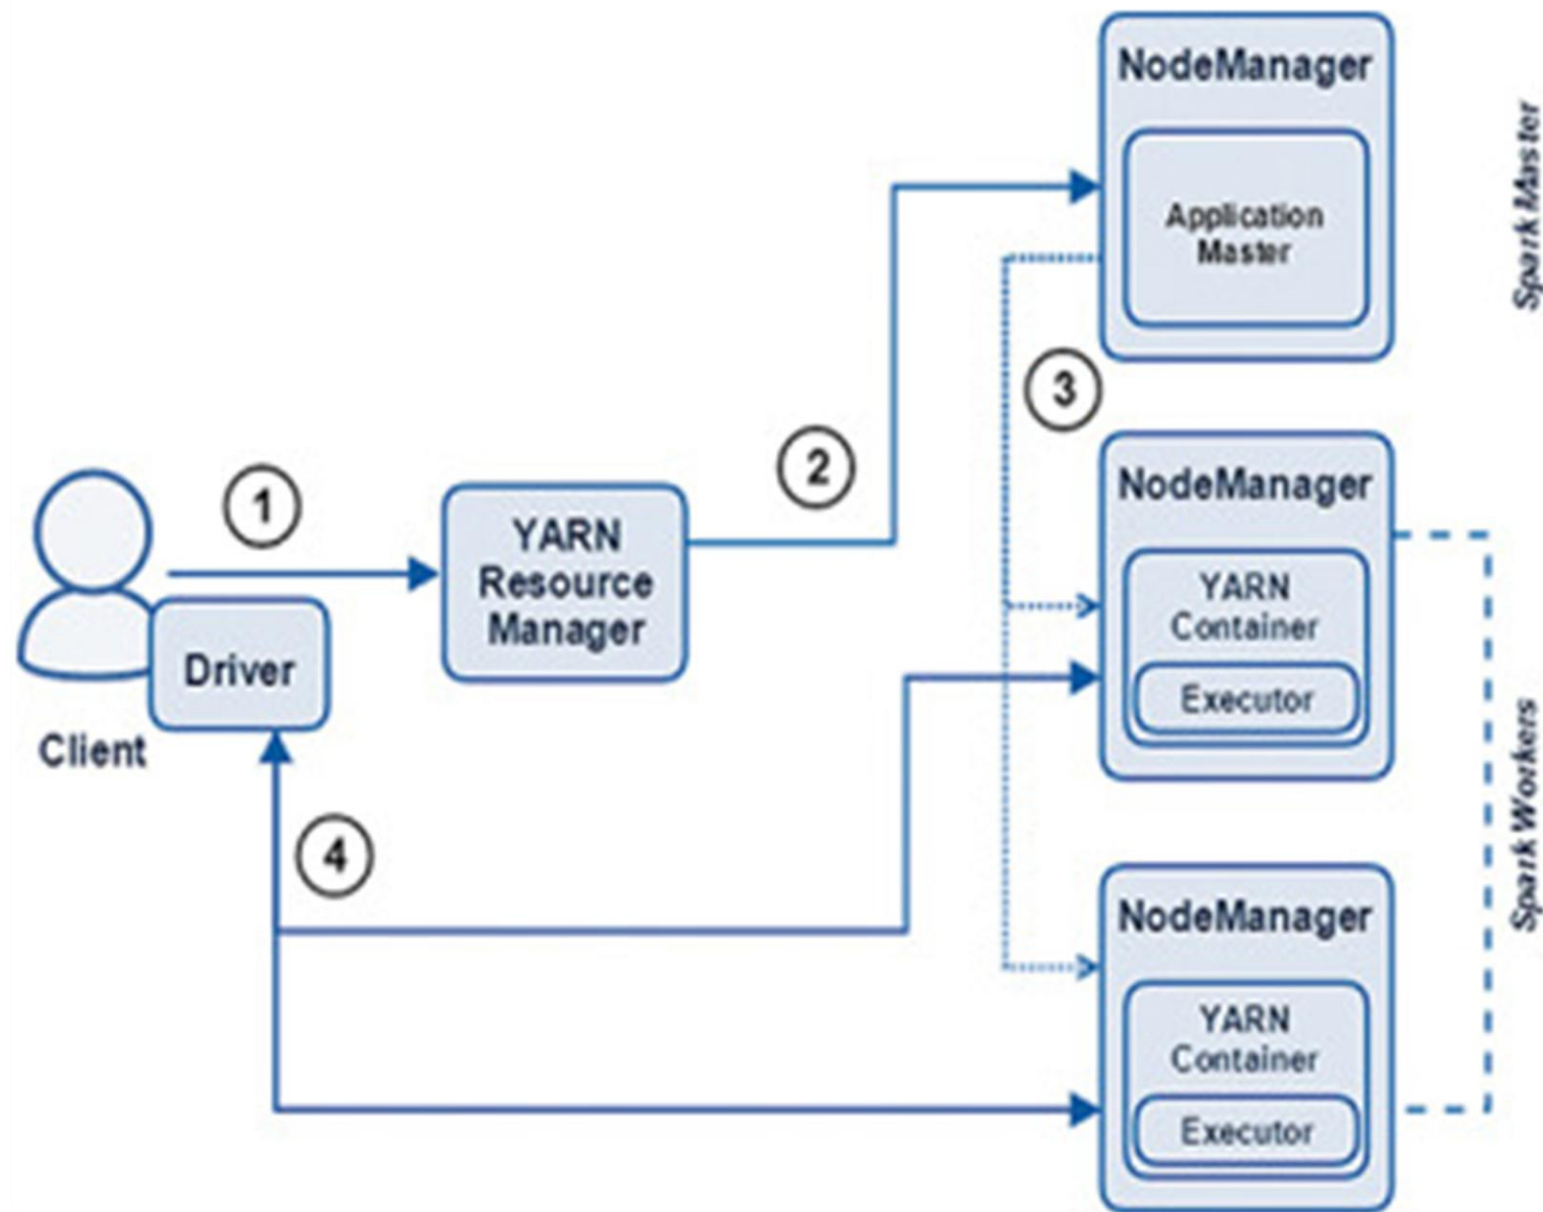 NodeManager
Application
Master
Spark Master
3
2
1
YARN
Resource
Manager
Driver
Client
NodeManager
YARN
Container
Executor
Spark Workers
4
NodeManager
YARN
Container
Executor